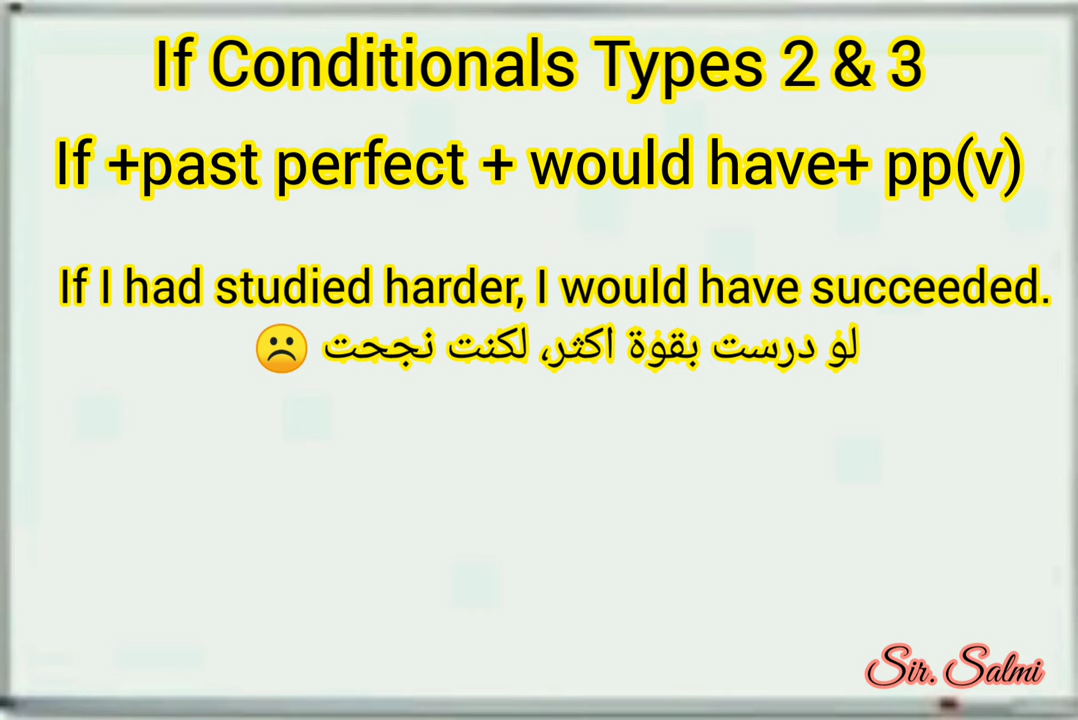 If Conditionals Types 2 & 3
If +past perfect + would have+ pp(v)
If I had studied harder, I would have succeeded.
لو درست بقوة اكثر، لكنت نجحت ☹️
Sir. Salmi